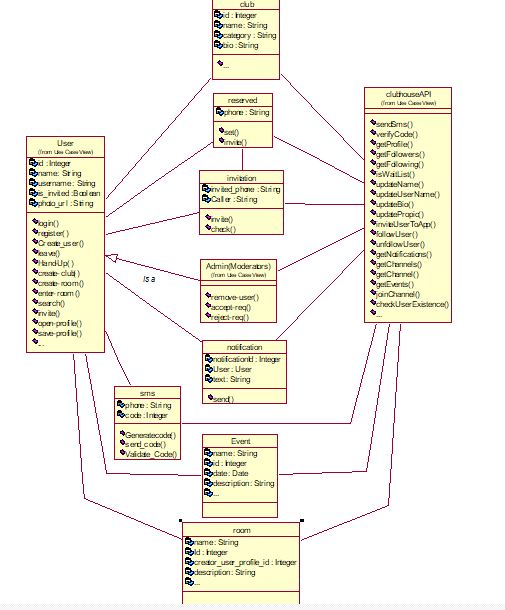 club
id : Integer
name : String
category : String
bio : String
...
reserved
phone : String
set()
invite()
invitation
invited_phone : String
Caller : String
invite()
check()
Admin(Moderators)
(from Use Case View)
remove-user()
accept-req()
reject-req()
notification
notificationId : Integer
User : User
text : String
send()
User
(from Use Case View)
id : Integer
name : String
username : String
is_invited : Boolean
photo_url : String
login()
register()
Create_user()
leave()
HandUp()
create-club()
create-room()
enter-room()
search()
invite()
open-profile()
save-profile()
...
is a
clubhouseAPI
(from Use Case View)
sendSms()
verifyCode()
getProfile()
getFollowers()
getFollowing()
isWaitList()
updateName()
updateUserName()
updateBio()
updatePropic()
inviteUserToApp()
followUser()
unfollowUser()
getNotifications()
getChannels()
getChannel()
getEvents()
joinChannel()
checkUserExistence()
...
sms
phone : String
code : Integer
Generatecode()
send_code()
Validate_Code()
Event
name : String
id : Integer
date : Date
description : String
...
room
name : String
Id : Integer
creator_user_profile_id : Integer
description : String
...